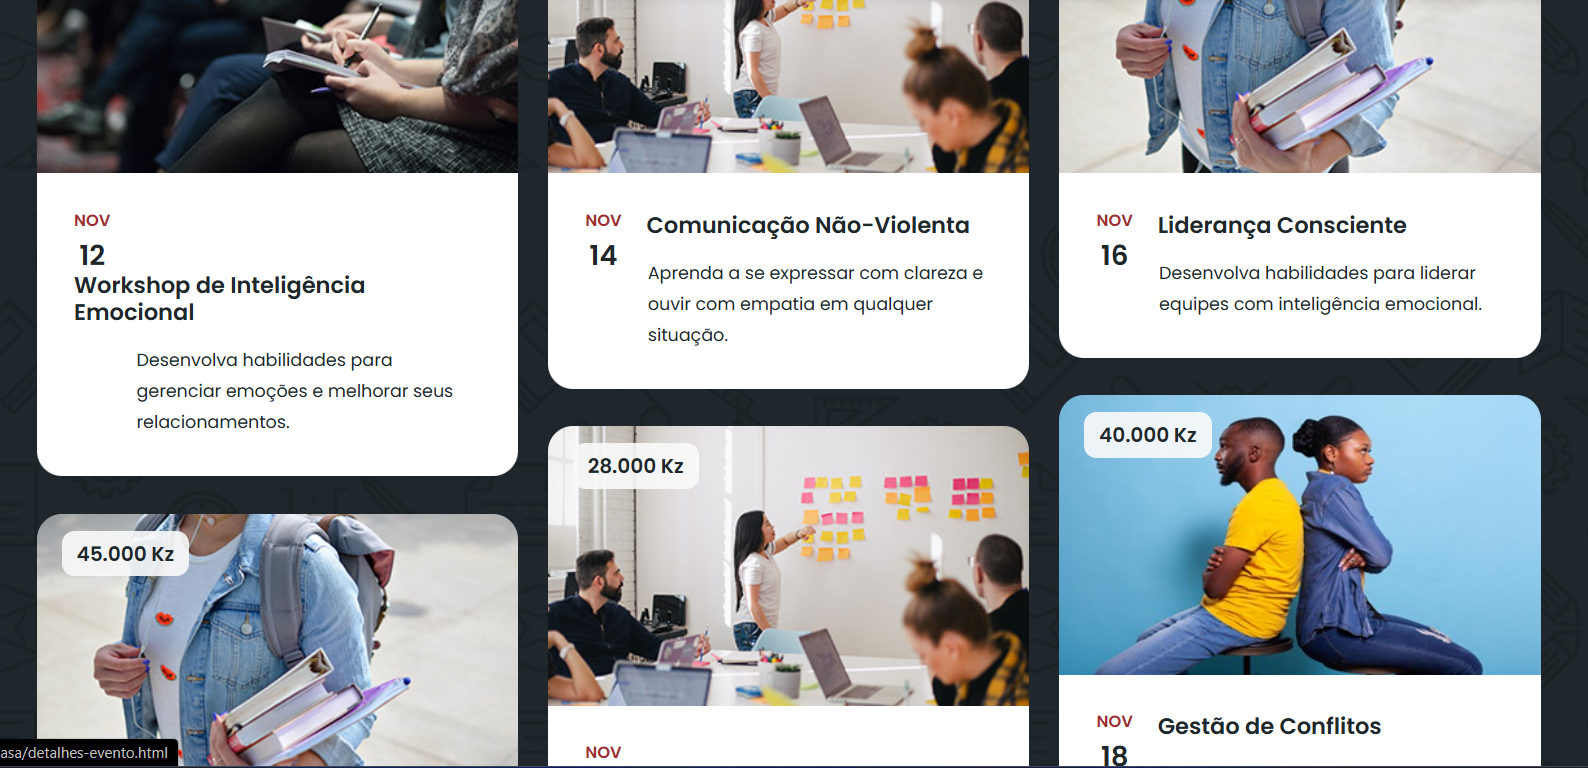 NOV
12
Workshop de Inteligência
Emocional
Desenvolva habilidades para
gerenciar emoções e melhorar seus
relacionamentos.
NOV
14
Comunicação Não-Violenta
Aprenda a se expressar com clareza e
ouvir com empatia em qualquer
situação.
NOV
16
Liderança Consciente
Desenvolva habilidades para liderar
equipes com inteligência emocional.
45.000 Kz
28.000 Kz
NOV
40.000 Kz
NOV
18
Gestão de Conflitos
asa/detalhes-evento.html